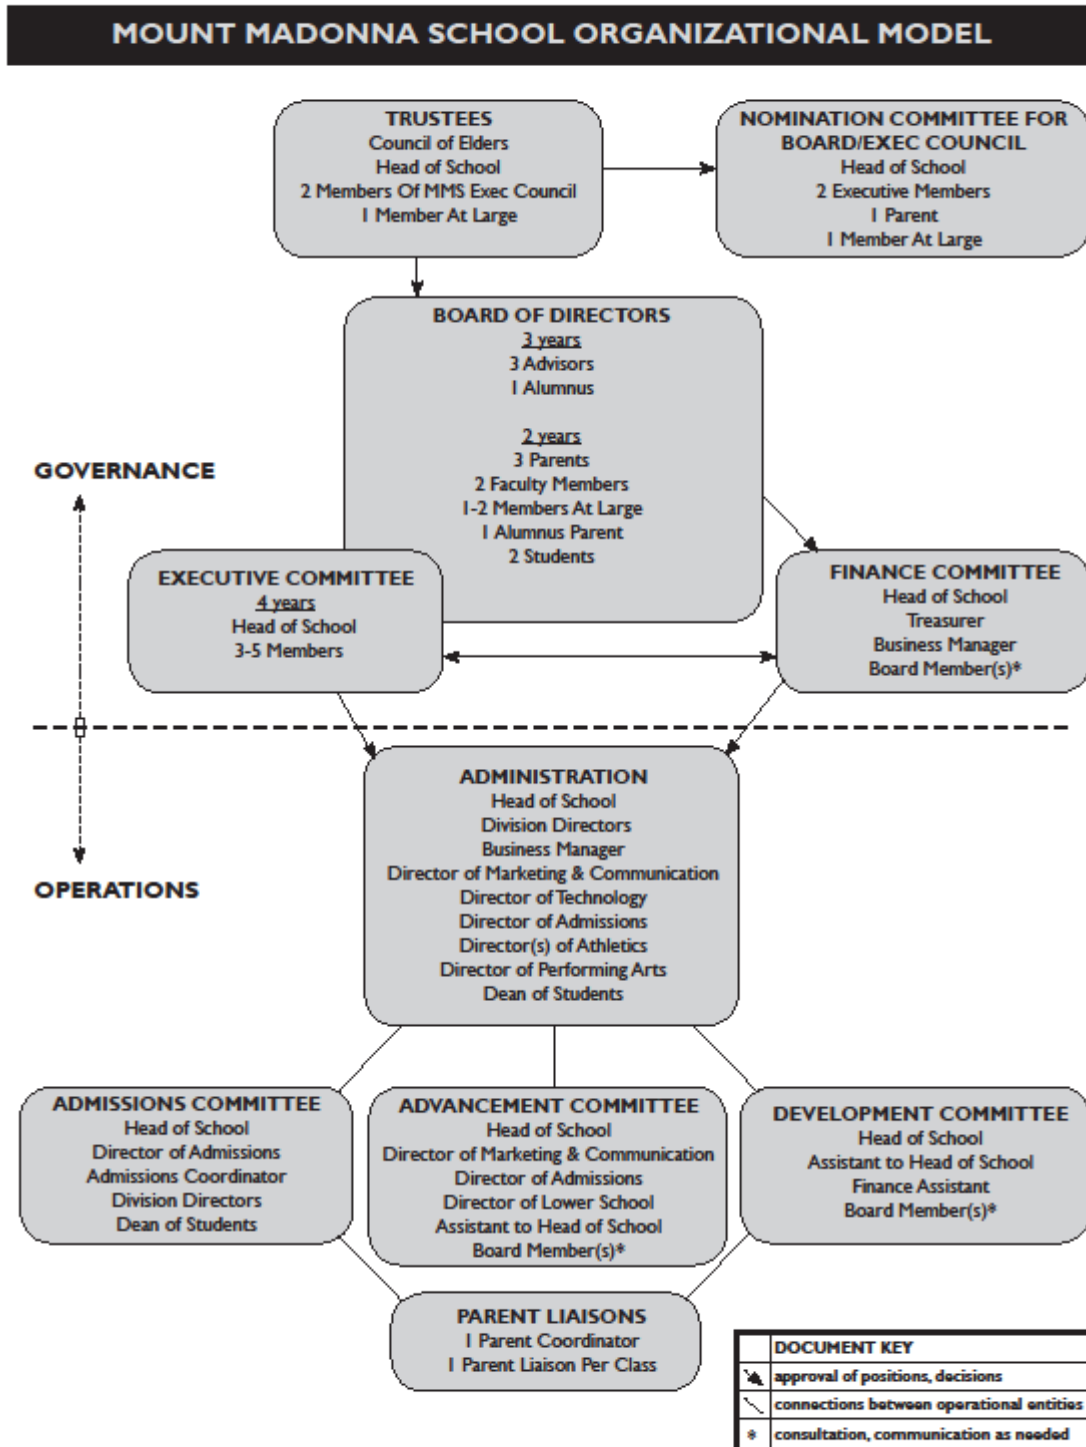 MOUNT MADONNA SCHOOL ORGANIZATIONAL MODEL
TRUSTEES
Council of Elders
Head of School
2 Members Of MMS Exec Council
1 Member At Large
NOMINATION COMMITTEE FOR
BOARD/EXEC COUNCIL
Head of School
2 Executive Members
1 Parent
1 Member At Large
BOARD OF DIRECTORS
3 years
3 Advisors
1 Alumnus
2 years
3 Parents
2 Faculty Members
1-2 Members At Large
1 Alumnus Parent
2 Students
GOVERNANCE
EXECUTIVE COMMITTEE
4 years
Head of School
3-5 Members
FINANCE COMMITTEE
Head of School
Treasurer
Business Manager
Board Member(s)*
ADMINISTRATION
Head of School
Division Directors
Business Manager
Director of Marketing & Communication
Director of Technology
Director of Admissions
Director(s) of Athletics
Director of Performing Arts
Dean of Students
OPERATIONS
ADMISSIONS COMMITTEE
Head of School
Director of Admissions
Admissions Coordinator
Division Directors
Dean of Students
ADVANCEMENT COMMITTEE
Head of School
Director of Marketing & Communication
Director of Admissions
Director of Lower School
Assistant to Head of School
Board Member(s)*
DEVELOPMENT COMMITTEE
Head of School
Assistant to Head of School
Finance Assistant
Board Member(s)*
PARENT LIAISONS
1 Parent Coordinator
1 Parent Liaison Per Class
DOCUMENT KEY
approval of positions, decisions
connections between operational entities
* consultation, communication as needed